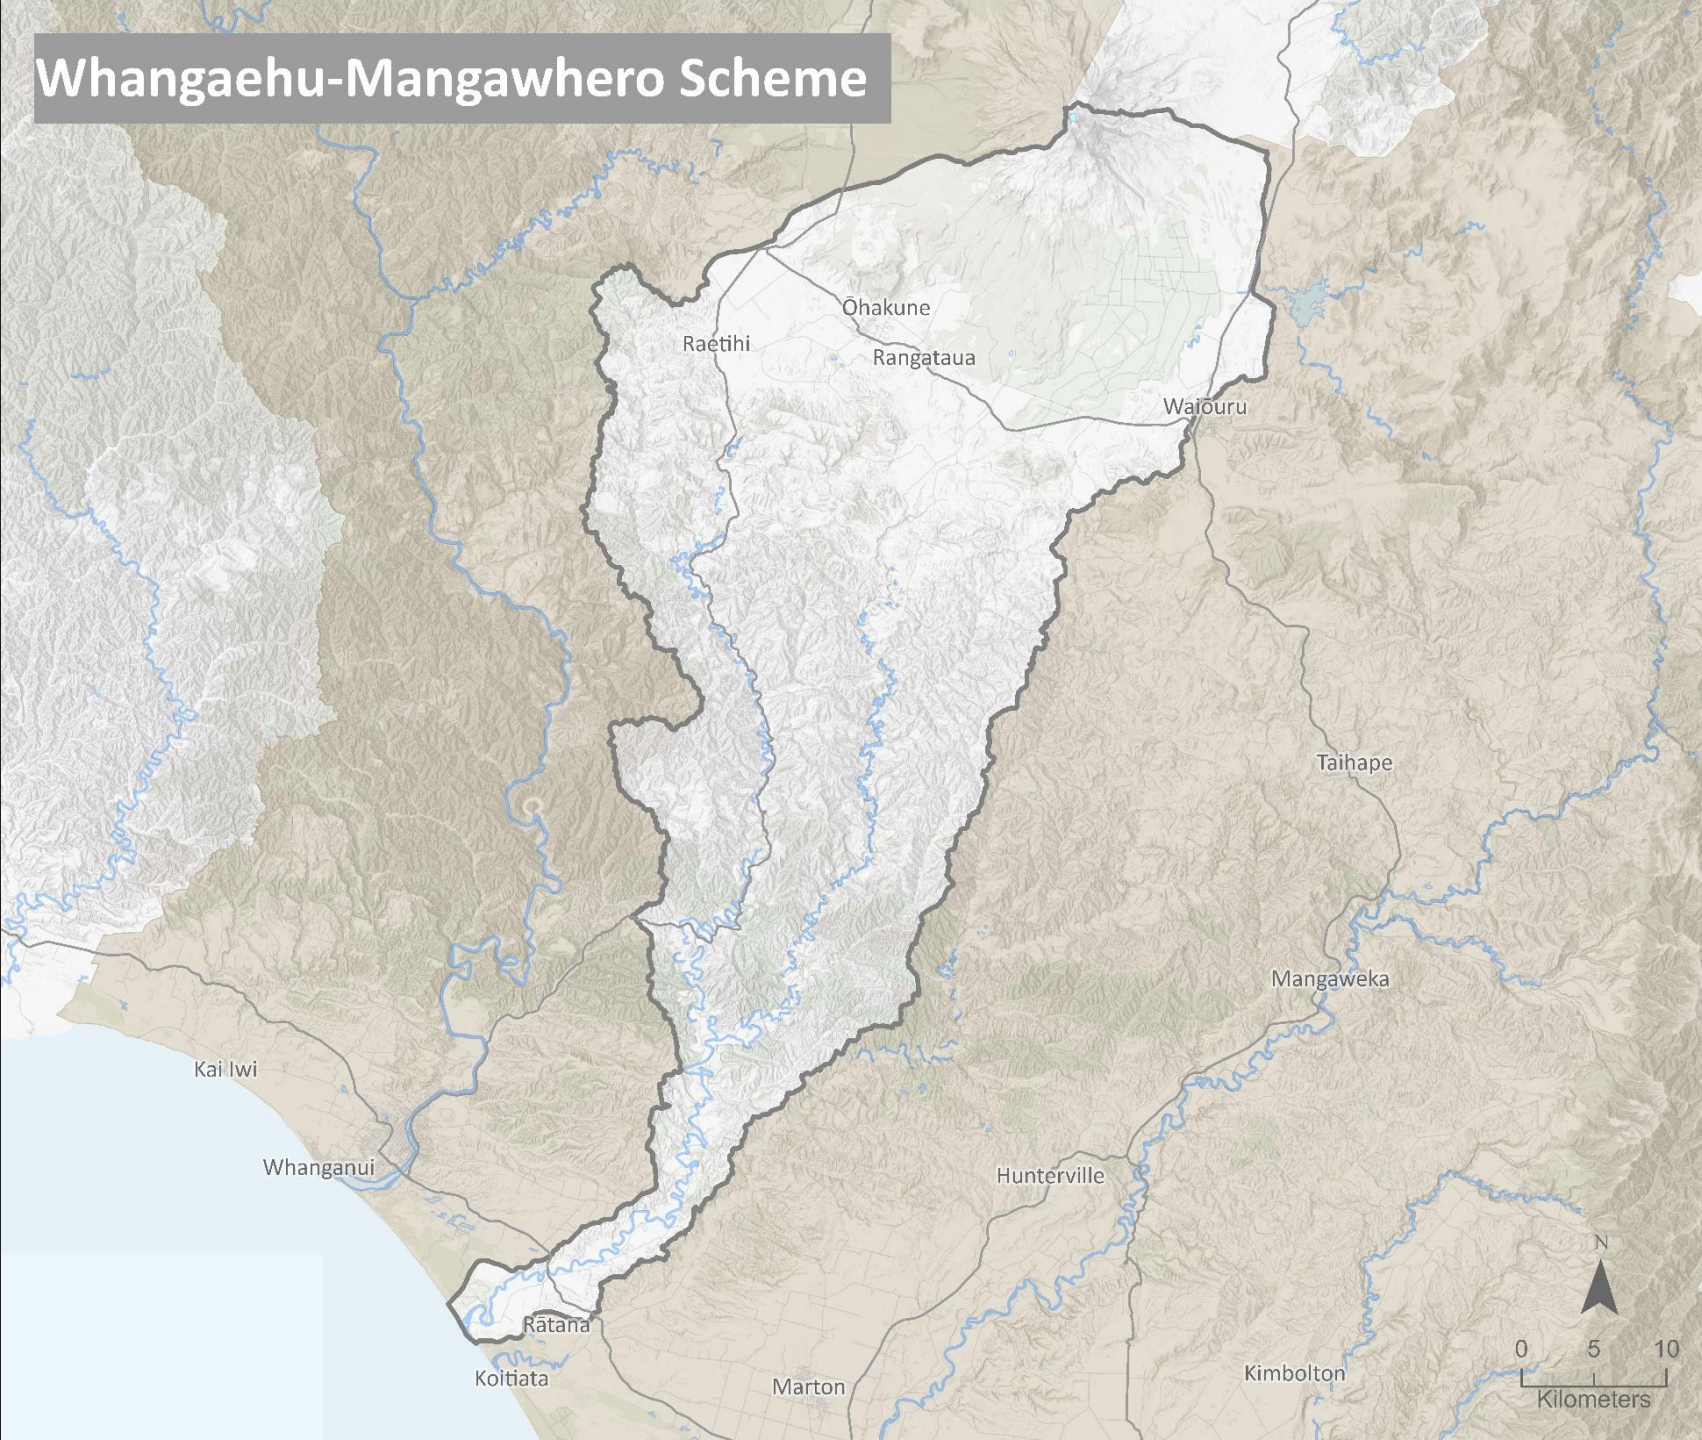 Whangaehu-Mangawhero Scheme
Ōhakune
Raetihi
Rangataua
Waiōuru
Taihape
Mangaweka
Kai Iwi
Whanganui
Hunterville
N
Rātana
0 5 10
Koitiata
Marton
Kimbolton
Kilometers